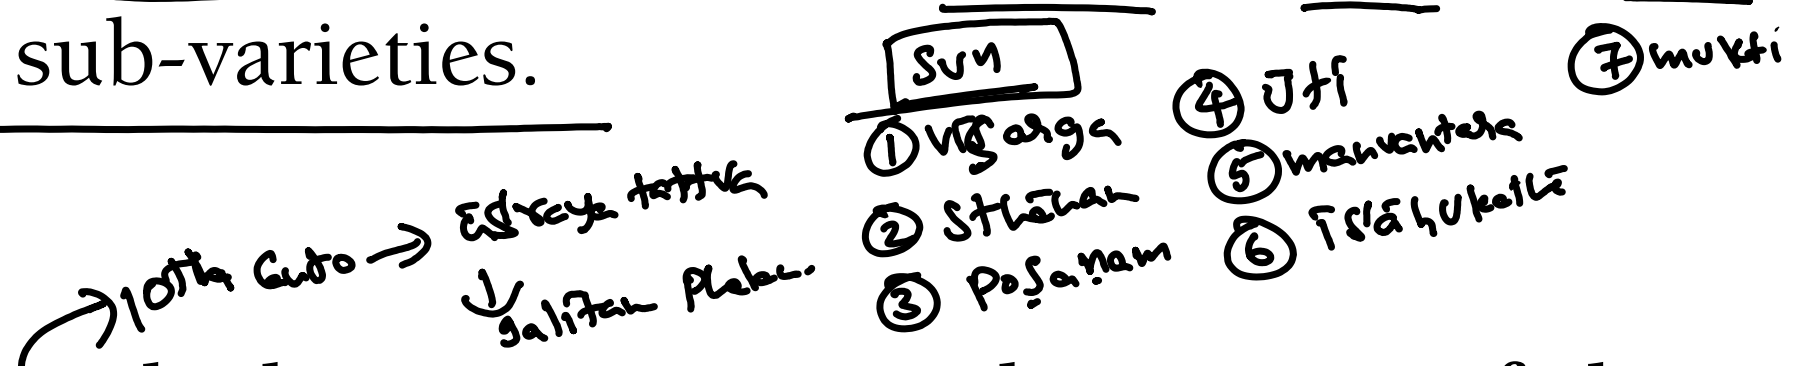 sub-varieties.
Sun
① visarga
② sthānam
③ poṣaṇam
④ Uti
⑤ manvantara
⑥ īśānukathā
⑦ mukti
10th Canto → āśraya tattva
↓
galitam phalam.